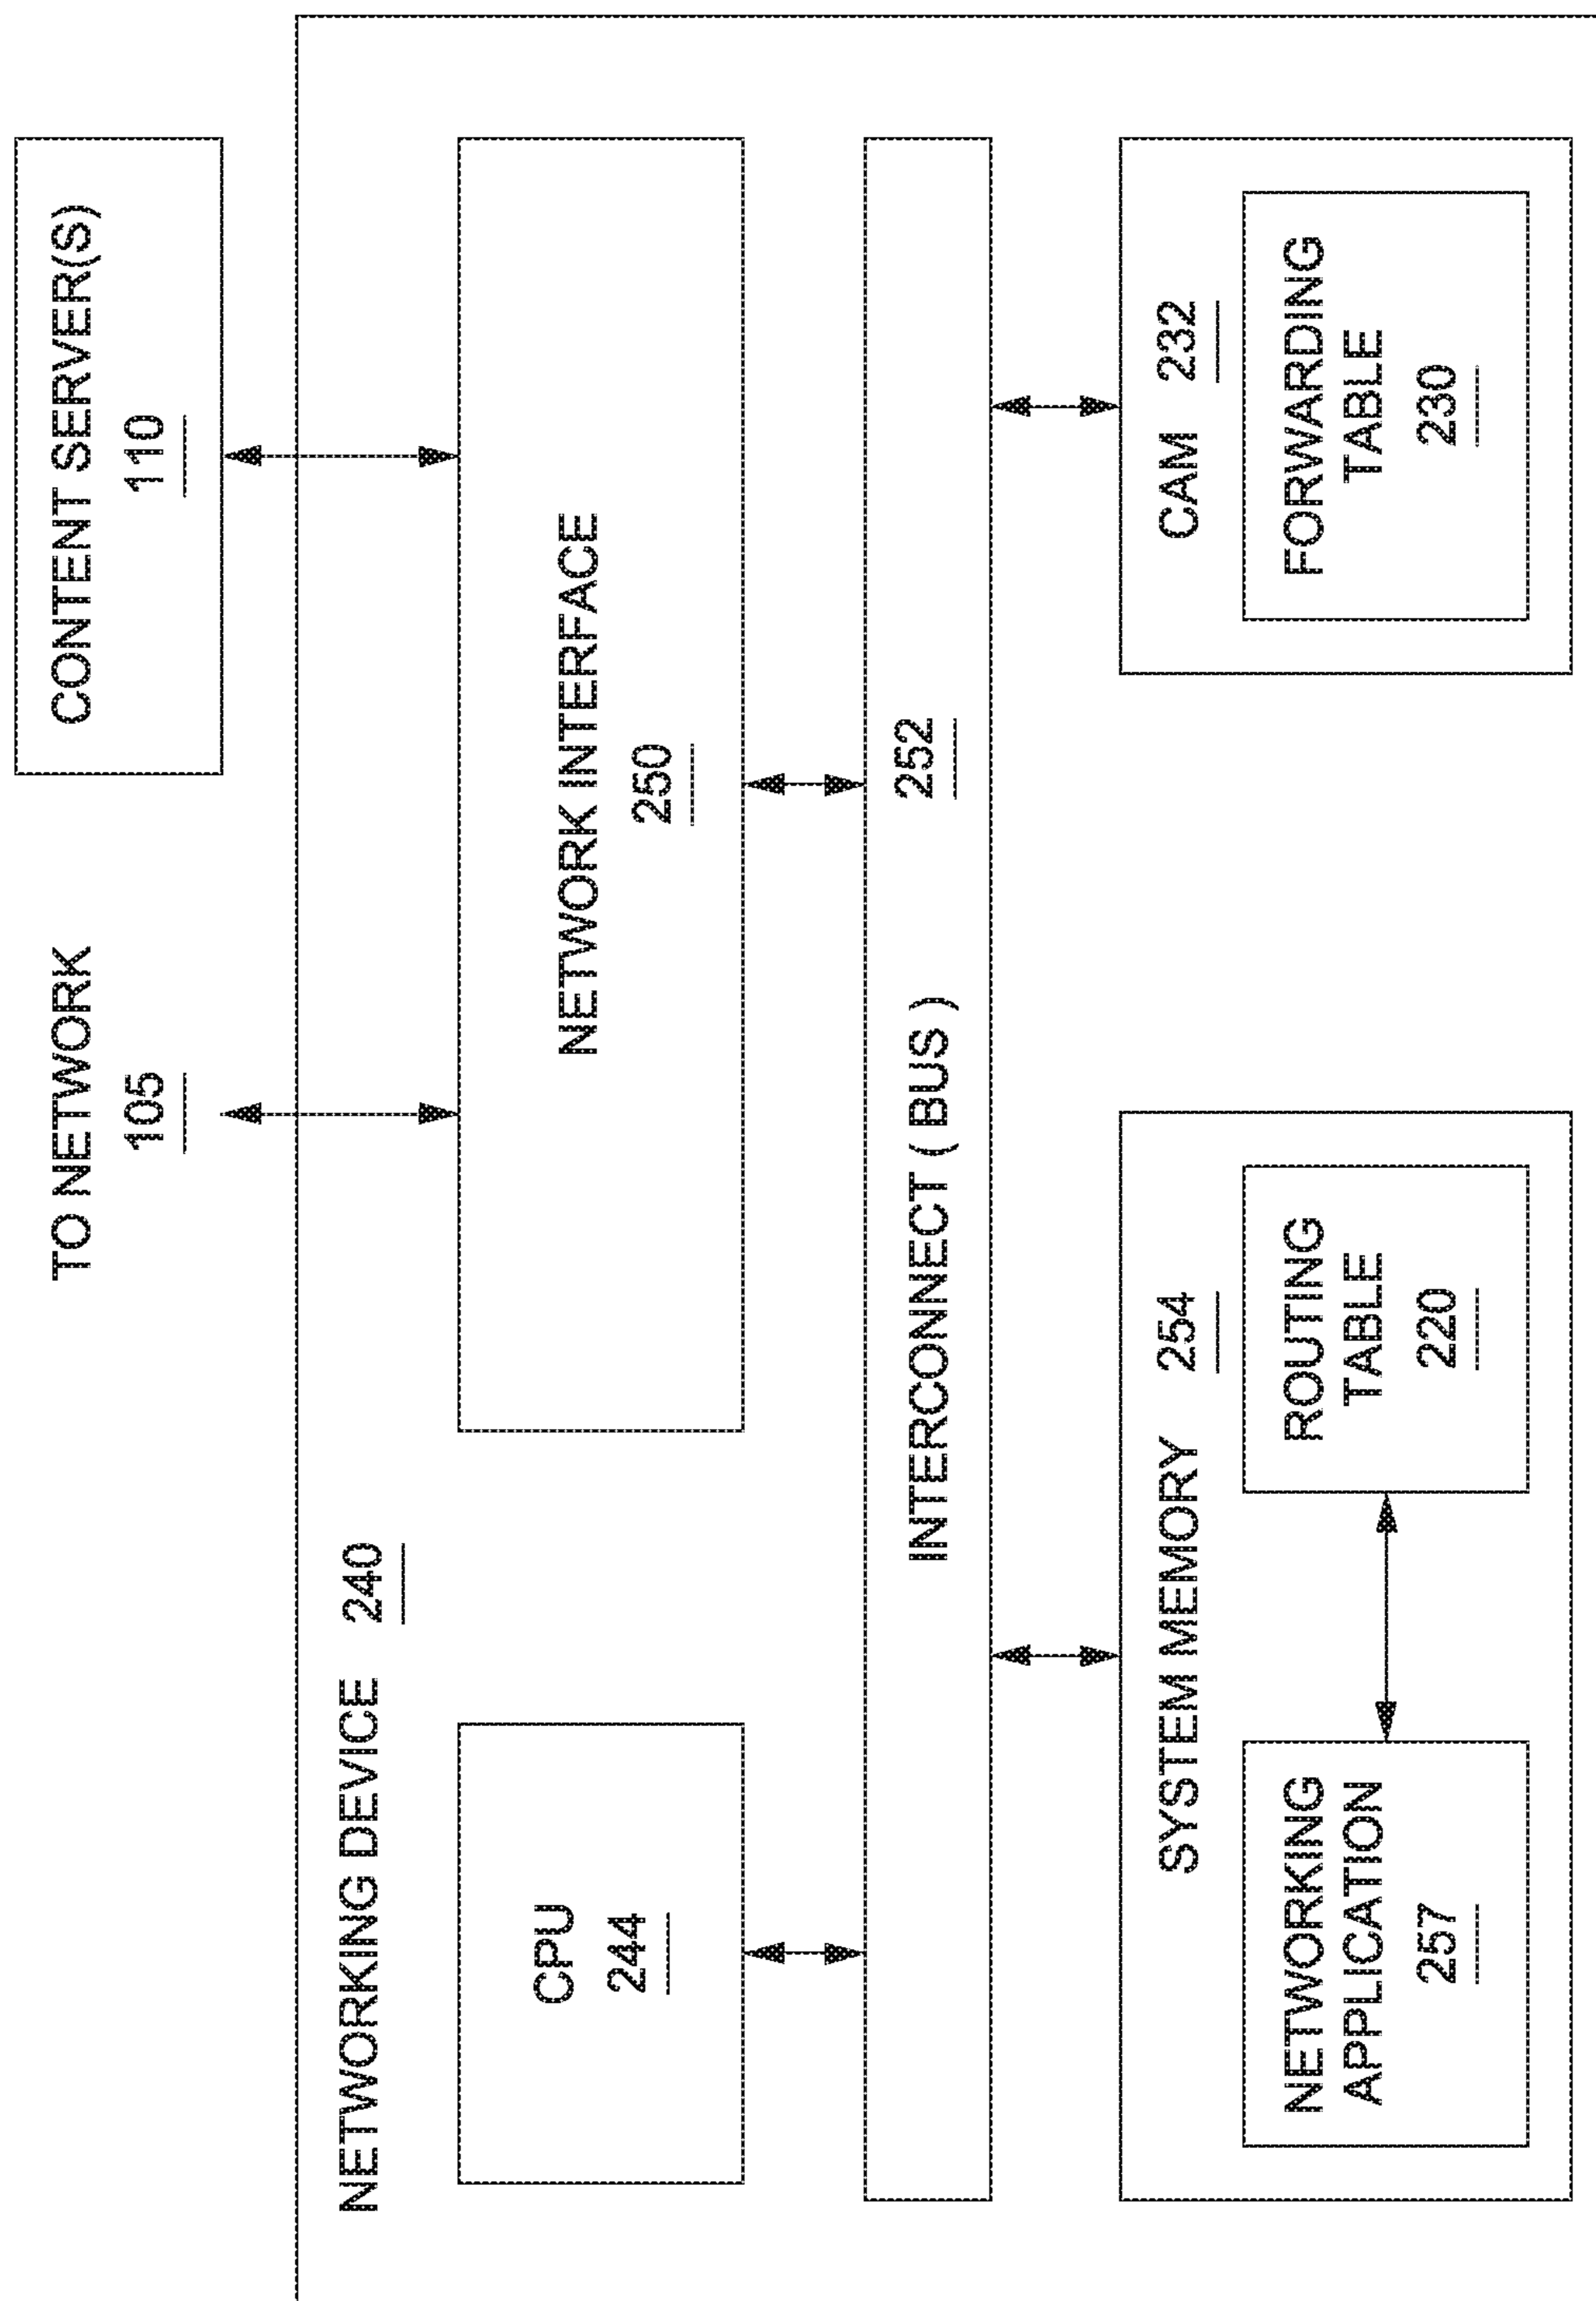 TO NETWORK
105
CONTENT SERVER(S)
110
NETWORKING DEVICE 240
CPU
244
NETWORK INTERFACE
250
INTERCONNECT ( BUS ) 252
SYSTEM MEMORY 254
NETWORKING
APPLICATION
257
ROUTING
TABLE
220
CAM 232
FORWARDING
TABLE
230